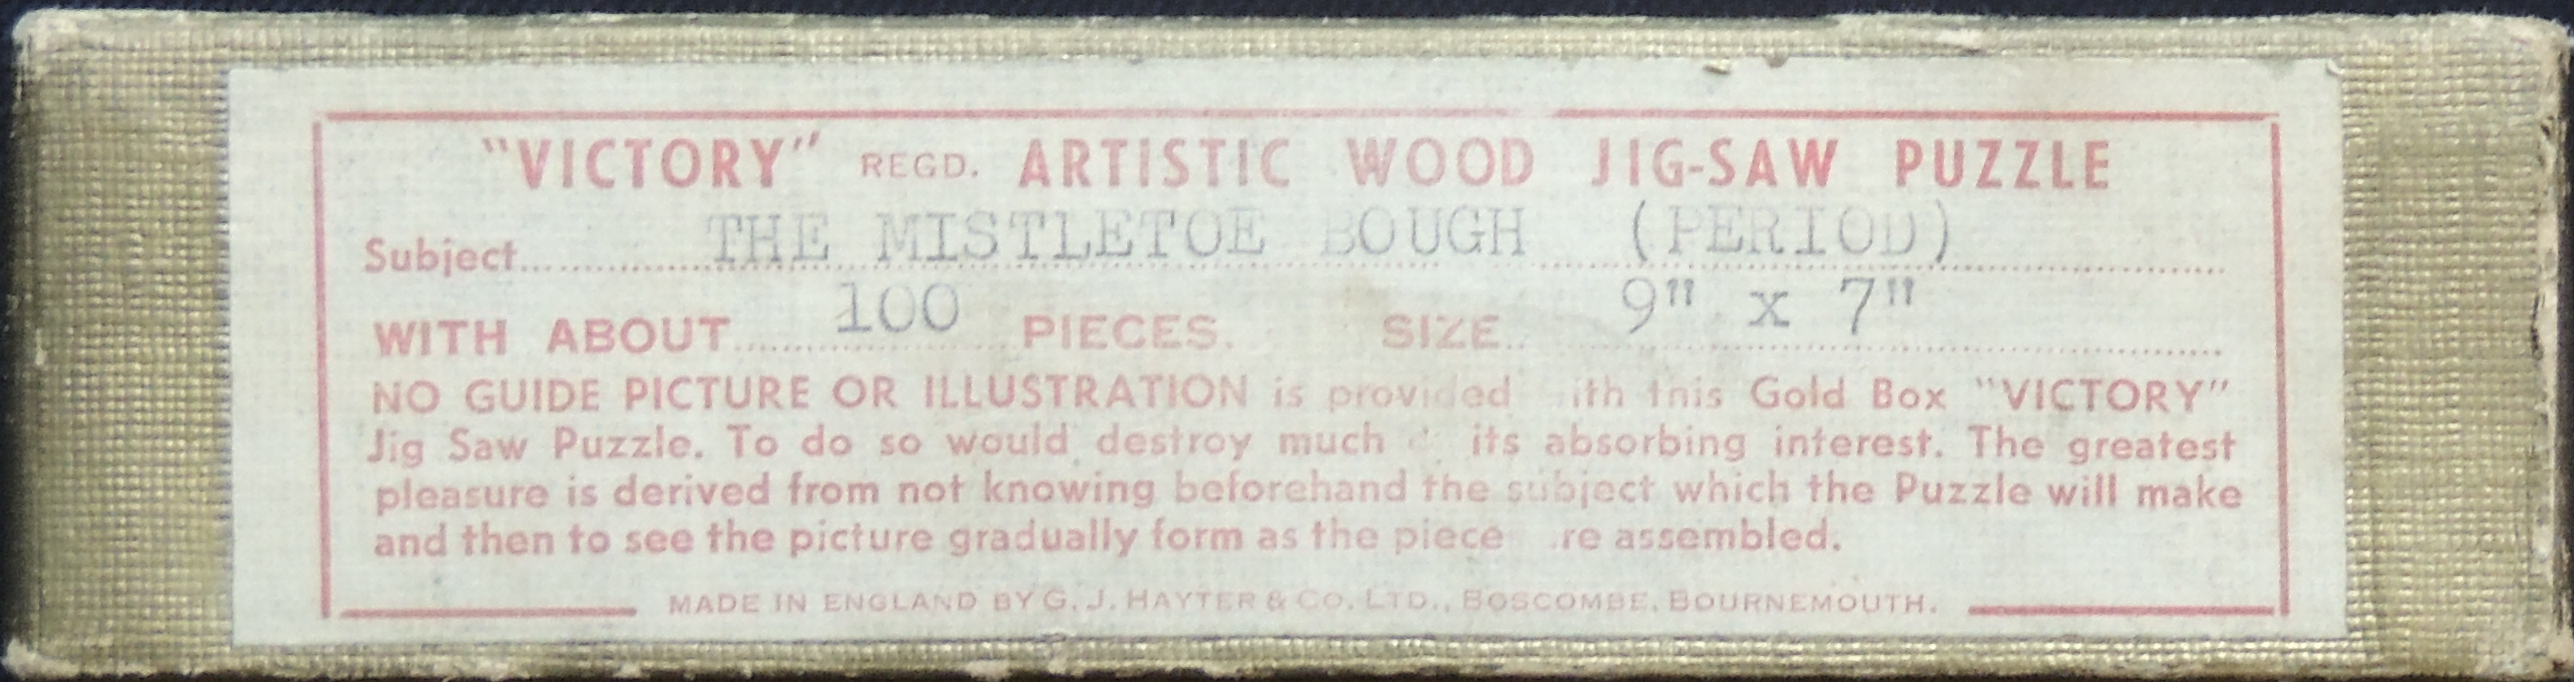 "VICTORY" REGD. ARTISTIC WOOD JIG-SAW PUZZLE
Subject THE MISTLETOE BOUGH (PERIOD)
WITH ABOUT 100 PIECES. SIZE 9" x 7"
NO GUIDE PICTURE OR ILLUSTRATION is provided ith this Gold Box "VICTORY"
Jig Saw Puzzle. To do so would destroy much its absorbing interest. The greatest
pleasure is derived from not knowing beforehand the subject which the Puzzle will make
and then to see the picture gradually form as the piece re assembled.
MADE IN ENGLAND BY G. J. HAYTER & CO. LTD., BOSCOMBE, BOURNEMOUTH.